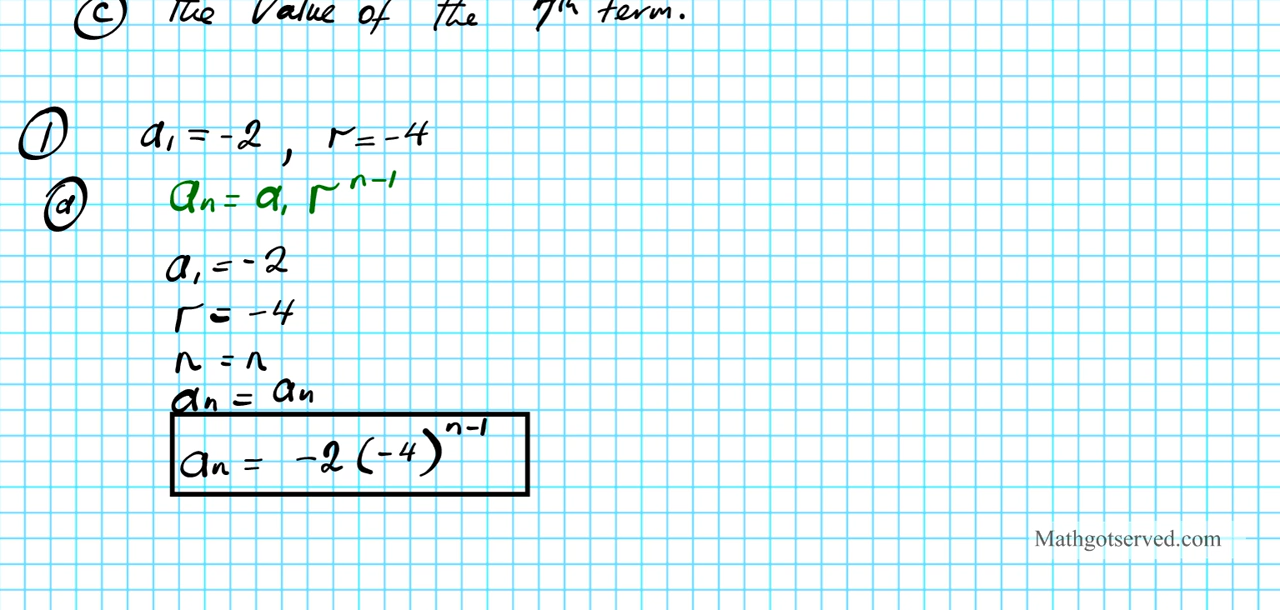 (c) The Value of the 7th term.
(1) a₁ = -2 , r = -4
(a) aₙ = a₁ rⁿ⁻¹
a₁ = -2
r = -4
n = n
aₙ = aₙ
aₙ = -2 (-4)ⁿ⁻¹
Mathgotserved.com